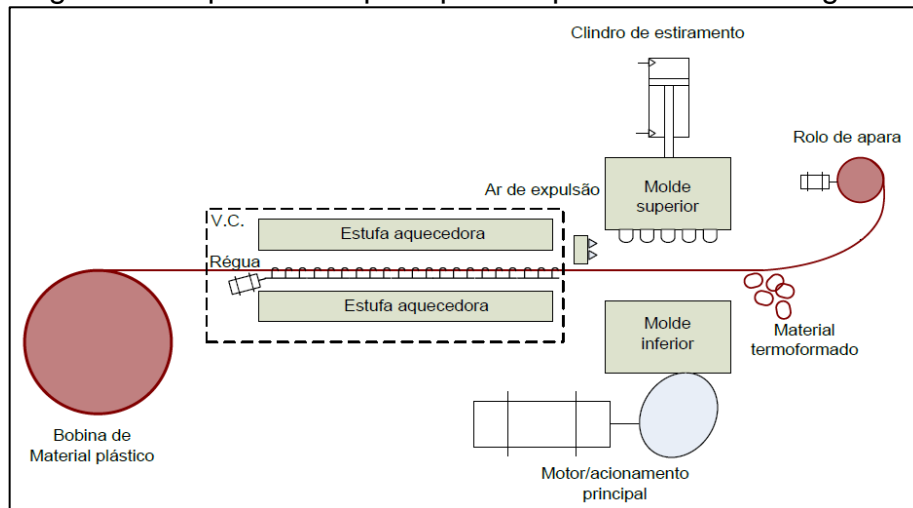 Clindro de estiramento
Rolo de apara
Ar de expulsão
Molde
superior
V.C.
Estufa aquecedora
Régua
Estufa aquecedora
Molde
inferior
Material
termoformado
Bobina de
Material plástico
Motor/acionamento
principal